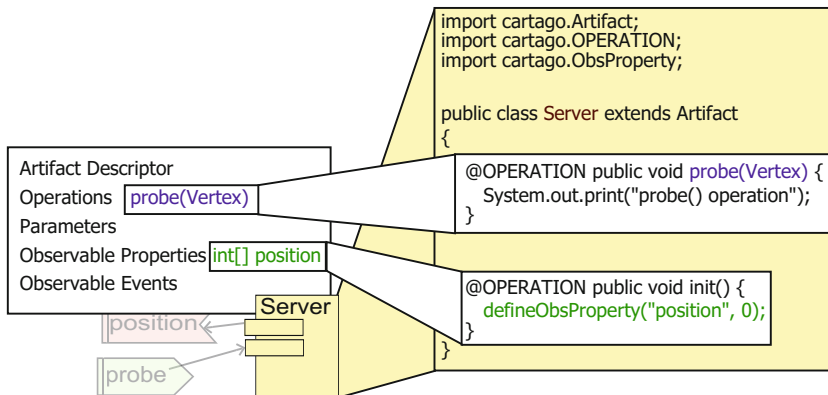 import cartago.Artifact;
import cartago.OPERATION;
import cartago.ObsProperty;
public class Server extends Artifact
{
@OPERATION public void probe(Vertex) {
System.out.print("probe() operation");
}
@OPERATION public void init() {
defineObsProperty("position", 0);
}
}
Artifact Descriptor
Operations probe(Vertex)
Parameters
Observable Properties int[] position
Observable Events
Server
position
probe